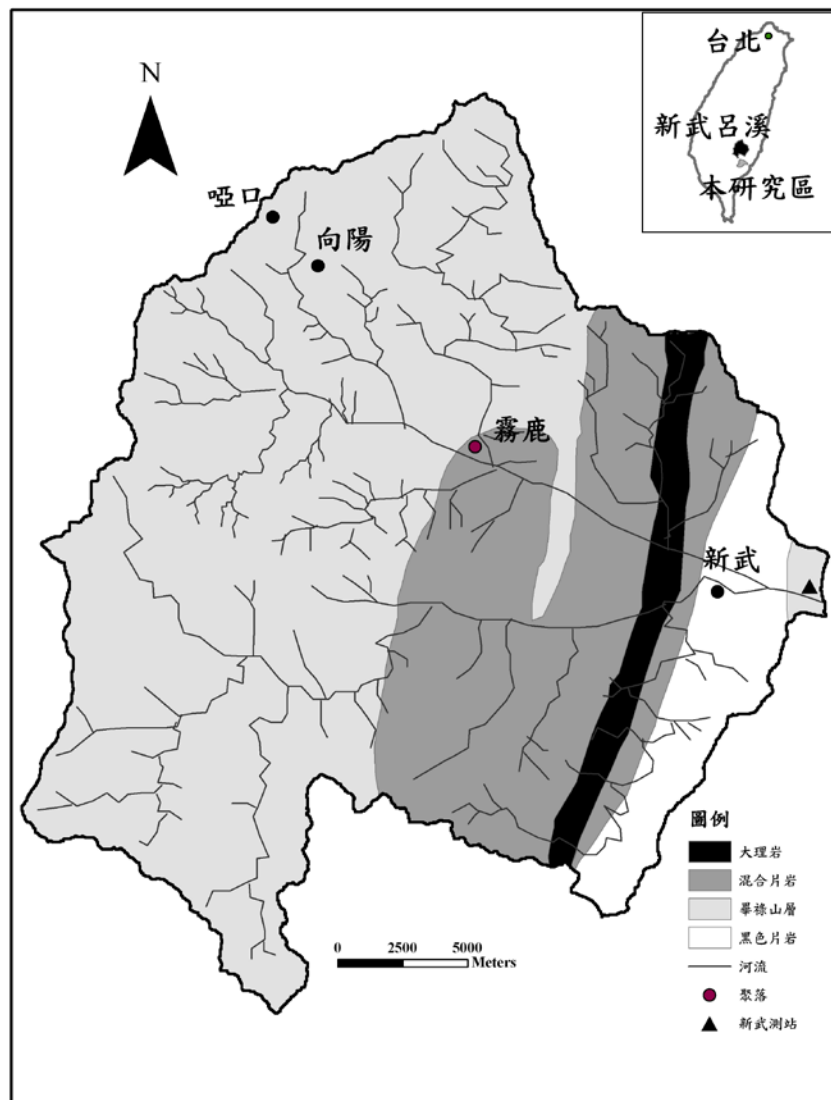 台北
新武呂溪
本研究區
N
啞口
向陽
霧鹿
新武
圖例
大理岩
混合片岩
畢祿山層
黑色片岩
河流
聚落
新武測站
0 2500 5000
Meters